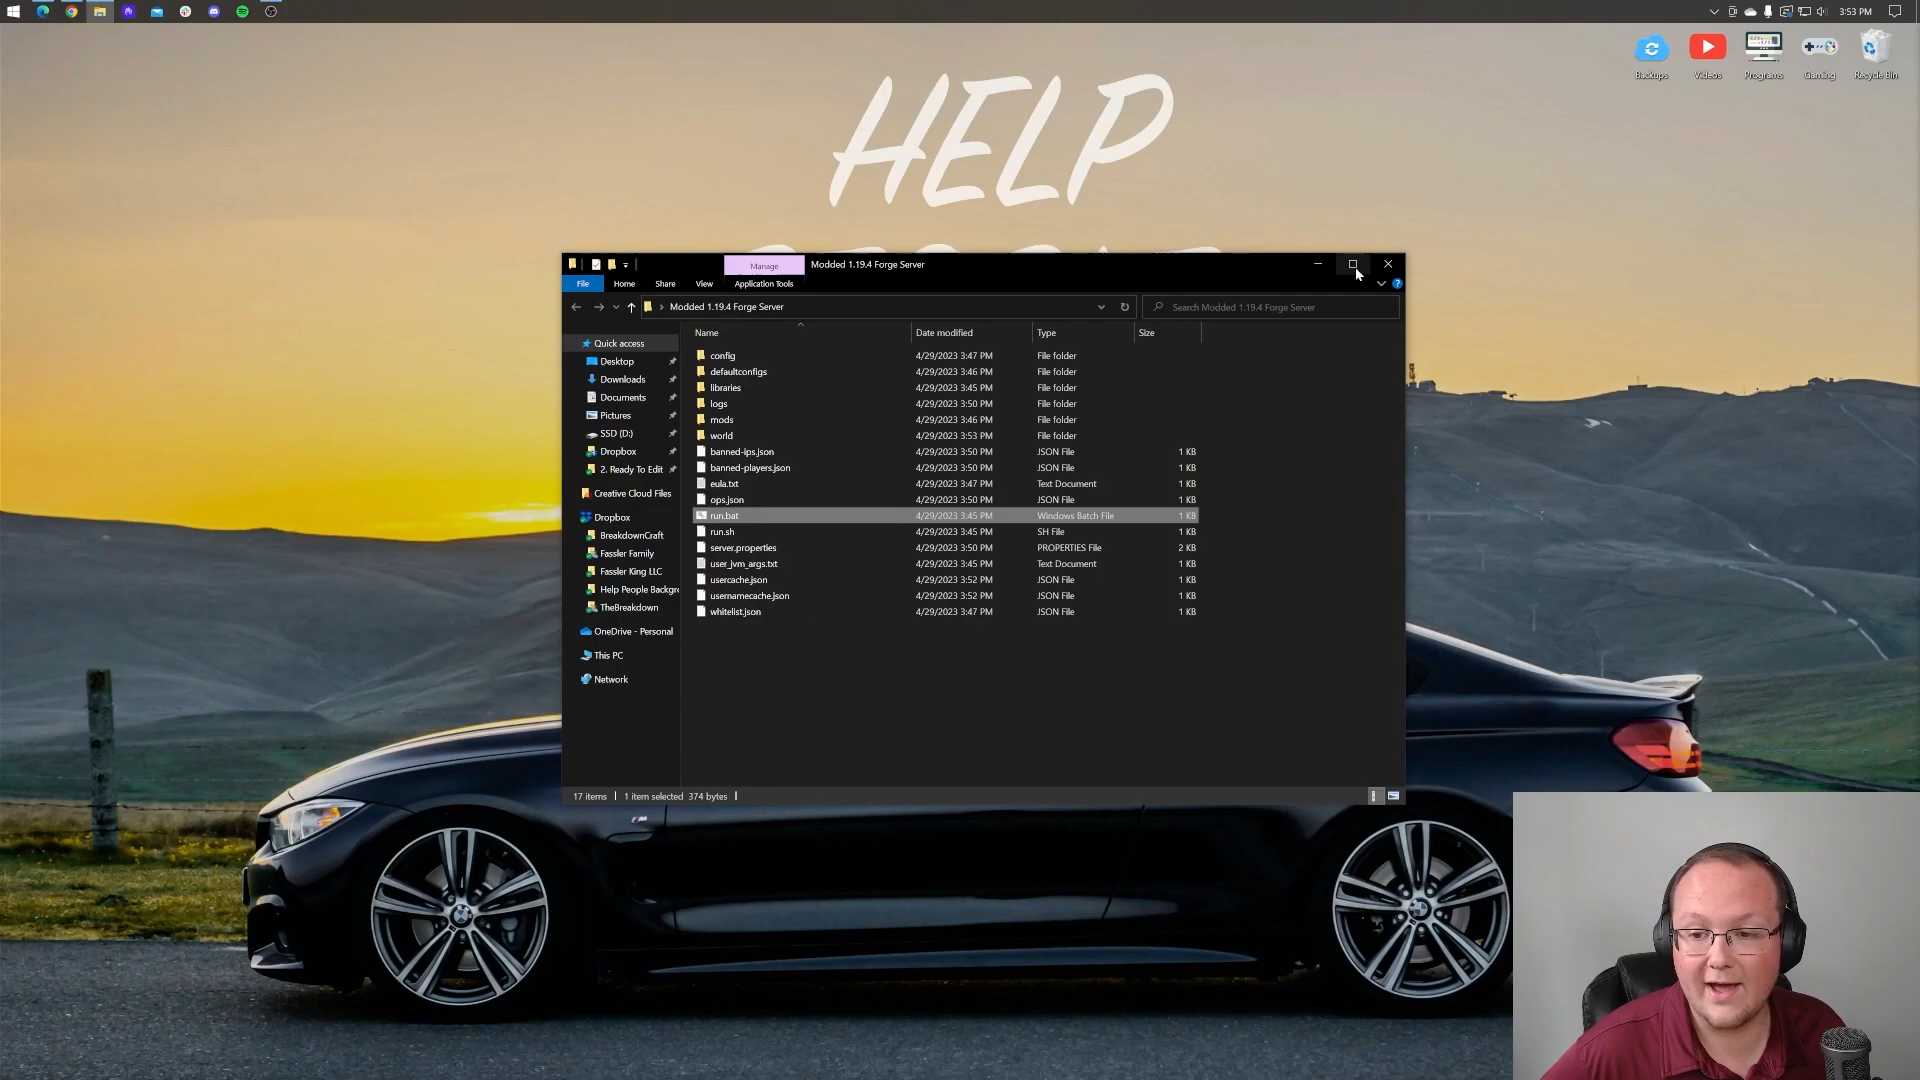 3:53 PM
Backups
Videos
Programs
Gaming
Recycle Bin
HELP
Manage
Modded 1.19.4 Forge Server
File
Home
Share
View
Application Tools
Modded 1.19.4 Forge Server
Search Modded 1.19.4 Forge Server
Name
Date modified
Type
Size
Quick access
Desktop
Downloads
Documents
Pictures
SSD (D:)
Dropbox
2. Ready To Edit
Creative Cloud Files
Dropbox
BreakdownCraft
Fassler Family
Fassler King LLC
Help People Backgr
TheBreakdown
OneDrive - Personal
This PC
Network
config 4/29/2023 3:47 PM File folder
defaultconfigs 4/29/2023 3:46 PM File folder
libraries 4/29/2023 3:45 PM File folder
logs 4/29/2023 3:50 PM File folder
mods 4/29/2023 3:46 PM File folder
world 4/29/2023 3:53 PM File folder
banned-ips.json 4/29/2023 3:50 PM JSON File 1 KB
banned-players.json 4/29/2023 3:50 PM JSON File 1 KB
eula.txt 4/29/2023 3:47 PM Text Document 1 KB
ops.json 4/29/2023 3:50 PM JSON File 1 KB
run.bat 4/29/2023 3:45 PM Windows Batch File 1 KB
run.sh 4/29/2023 3:45 PM SH File 1 KB
server.properties 4/29/2023 3:50 PM PROPERTIES File 2 KB
user_jvm_args.txt 4/29/2023 3:45 PM Text Document 1 KB
usercache.json 4/29/2023 3:52 PM JSON File 1 KB
usernamecache.json 4/29/2023 3:52 PM JSON File 1 KB
whitelist.json 4/29/2023 3:47 PM JSON File 1 KB
17 items
1 item selected 374 bytes